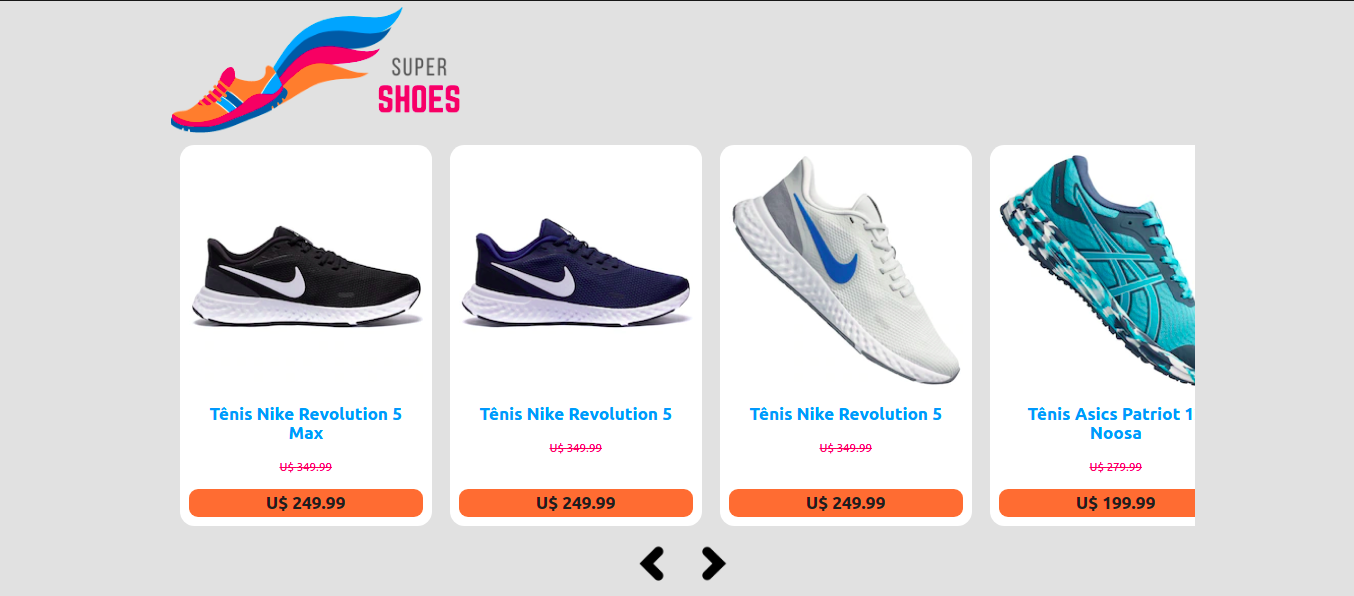 SUPER
SHOES
Tênis Nike Revolution 5
Max
U$ 349.99
U$ 249.99
Tênis Nike Revolution 5
U$ 349.99
U$ 249.99
Tênis Nike Revolution 5
U$ 349.99
U$ 249.99
Tênis Asics Patriot 1
Noosa
U$ 279.99
U$ 199.99